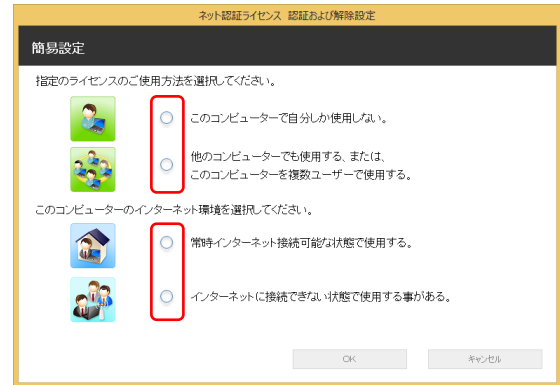 ネット認証ライセンス 認証および解除設定
簡易設定
指定のライセンスのご使用方法を選択してください。
このコンピューターで自分しか使用しない。
他のコンピューターでも使用する、または、
このコンピューターを複数ユーザーで使用する。
このコンピューターのインターネット環境を選択してください。
常時インターネット接続可能な状態で使用する。
インターネットに接続できない状態で使用する事がある。
OK キャンセル